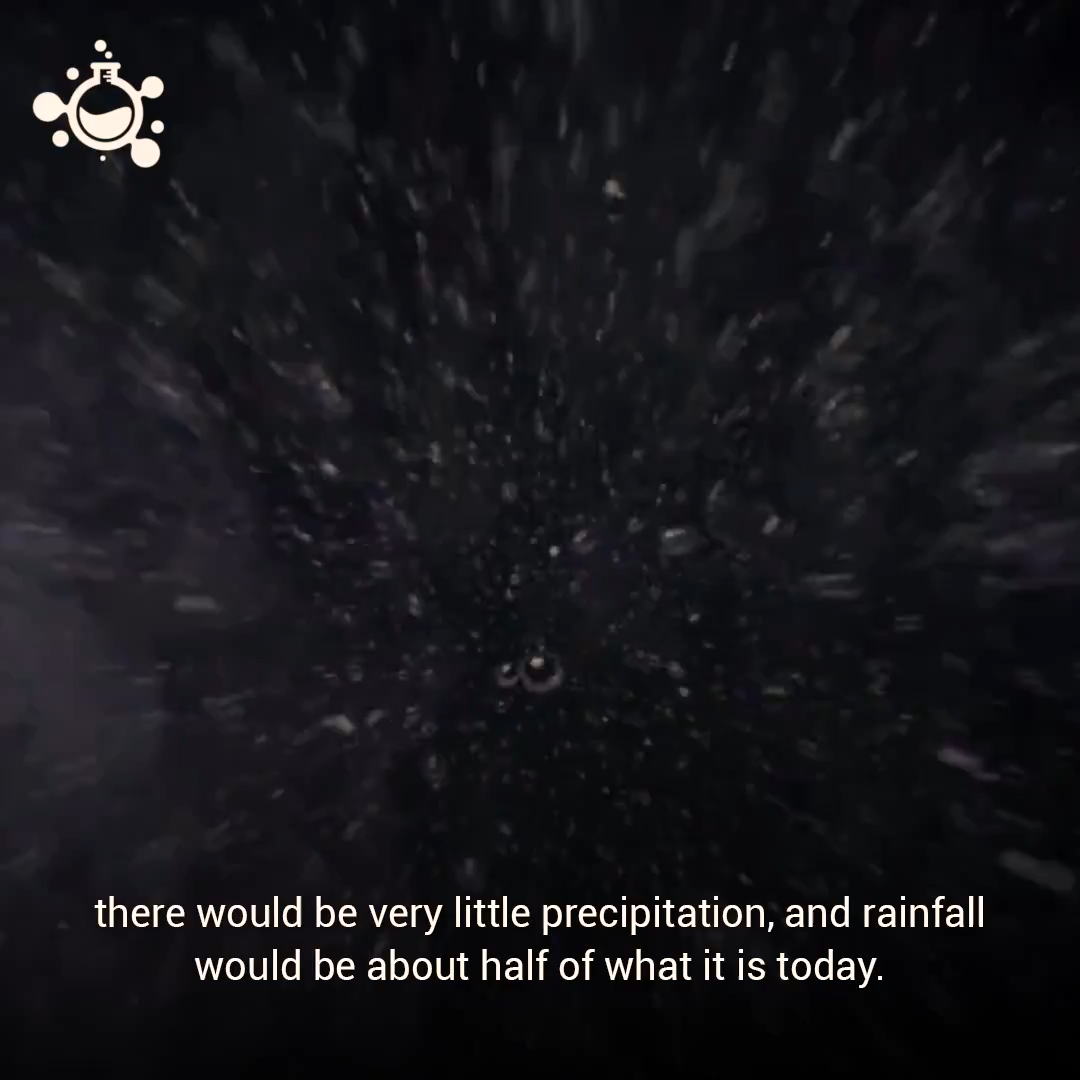 there would be very little precipitation, and rainfall
would be about half of what it is today.